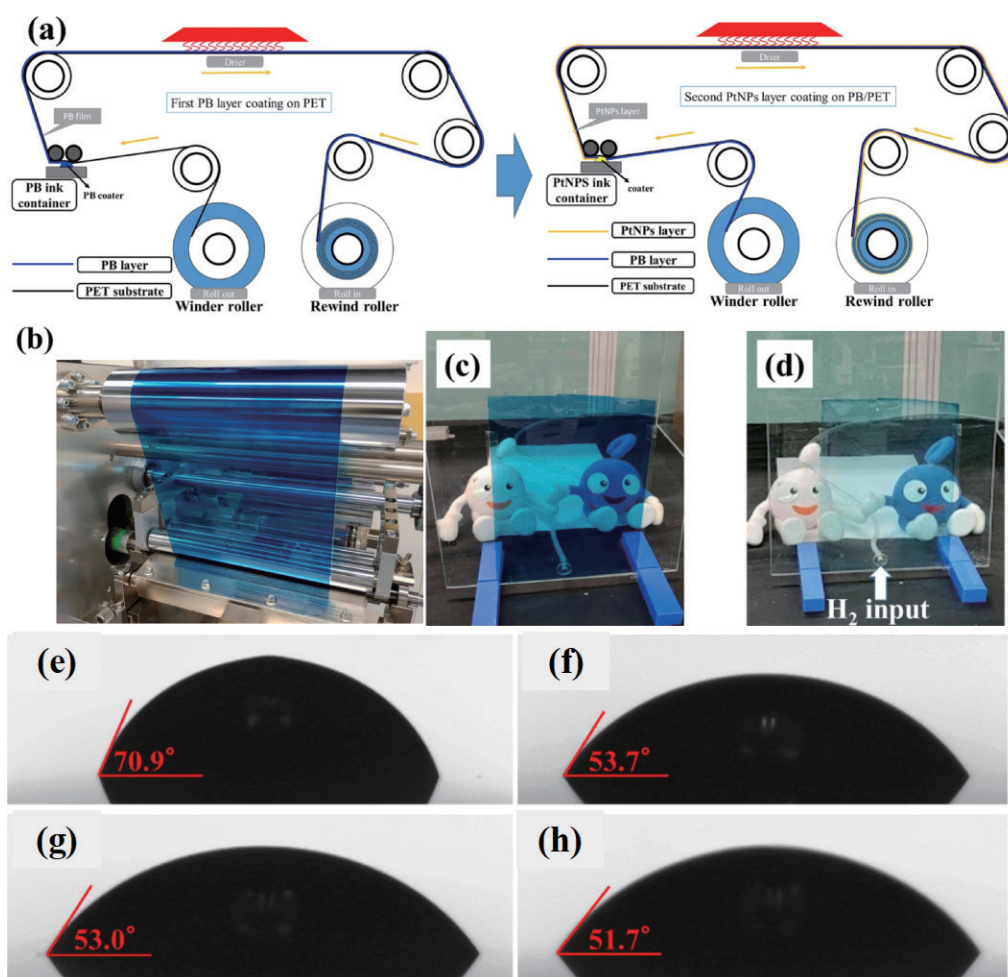 (a)
Drier
First PB layer coating on PET
PB film
PB ink
container
PB coater
PB layer
PET substrate
Roll out
Winder roller
Roll in
Rewind roller
Drier
Second PtNPs layer coating on PB/PET
PtNPs layer
PtNPS ink
container
coater
PtNPs layer
PB layer
PET substrate
Roll out
Winder roller
Roll in
Rewind roller
(b)
(c)
(d)
H₂ input
(e)
70.9°
(f)
53.7°
(g)
53.0°
(h)
51.7°